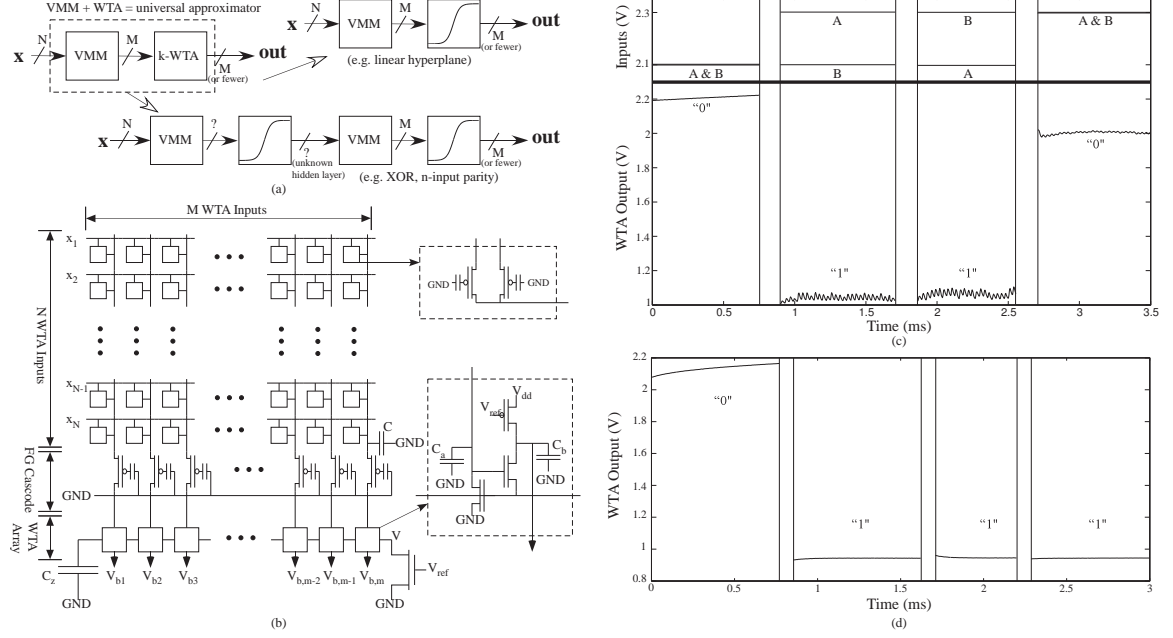 VMM + WTA = universal approximator
x
N
VMM
M
k-WTA
M
(or fewer)
out
x
N
VMM
M
M
(or fewer)
out
(e.g. linear hyperplane)
x
N
VMM
?
?
(unknown
hidden layer)
VMM
M
M
(or fewer)
out
(e.g. XOR, n-input parity)
(a)
M WTA Inputs
N WTA Inputs
FG Cascode
WTA
Array
x1
x2
xN-1
xN
C
GND
GND
V
Vref
GND
Cz
GND
Vb1
Vb2
Vb3
Vb,m-2
Vb,m-1
Vb,m
GND
GND
Vdd
Vref
Ca
GND
Cb
GND
GND
(b)
Inputs (V)
2.3
2.1
A & B
A
B
B
A
A & B
WTA Output (V)
2.2
2
1.8
1.6
1.4
1.2
1
"0"
"1"
"1"
"0"
0
0.5
1
1.5
2
2.5
3
3.5
Time (ms)
(c)
WTA Output (V)
2.2
2
1.8
1.6
1.4
1.2
1
0.8
"0"
"1"
"1"
"1"
0
0.5
1
1.5
2
2.5
3
Time (ms)
(d)